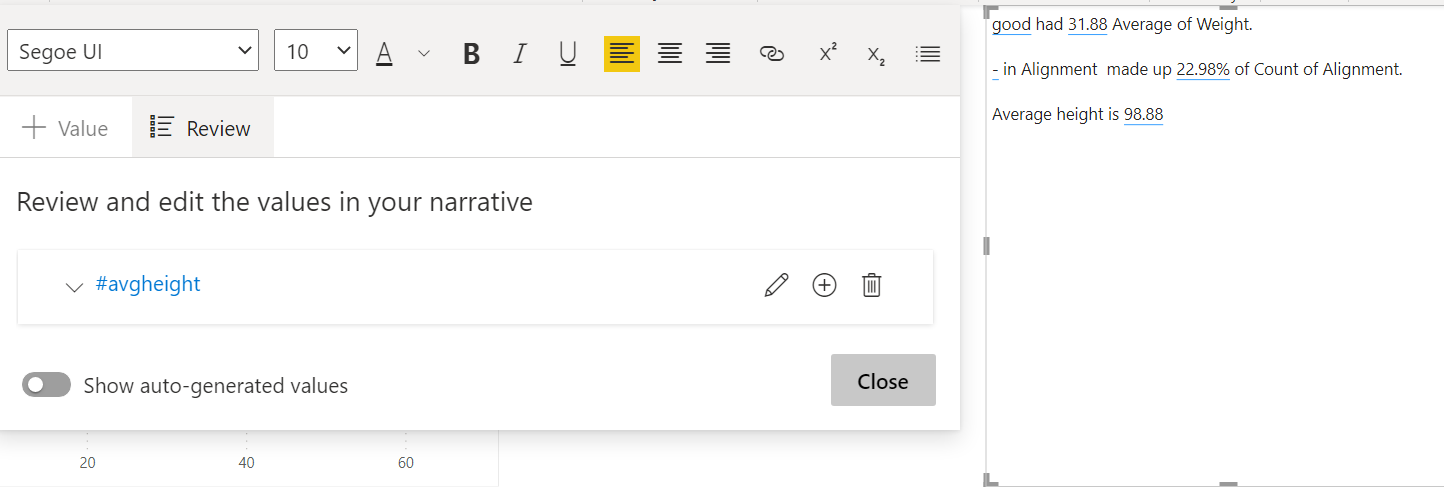 Segoe UI
10
A
B
I
U
x²
x₂
Value
Review
Review and edit the values in your narrative
#avgheight
Show auto-generated values
Close
20
40
60
good had 31.88 Average of Weight.
- in Alignment  made up 22.98% of Count of Alignment.
Average height is 98.88